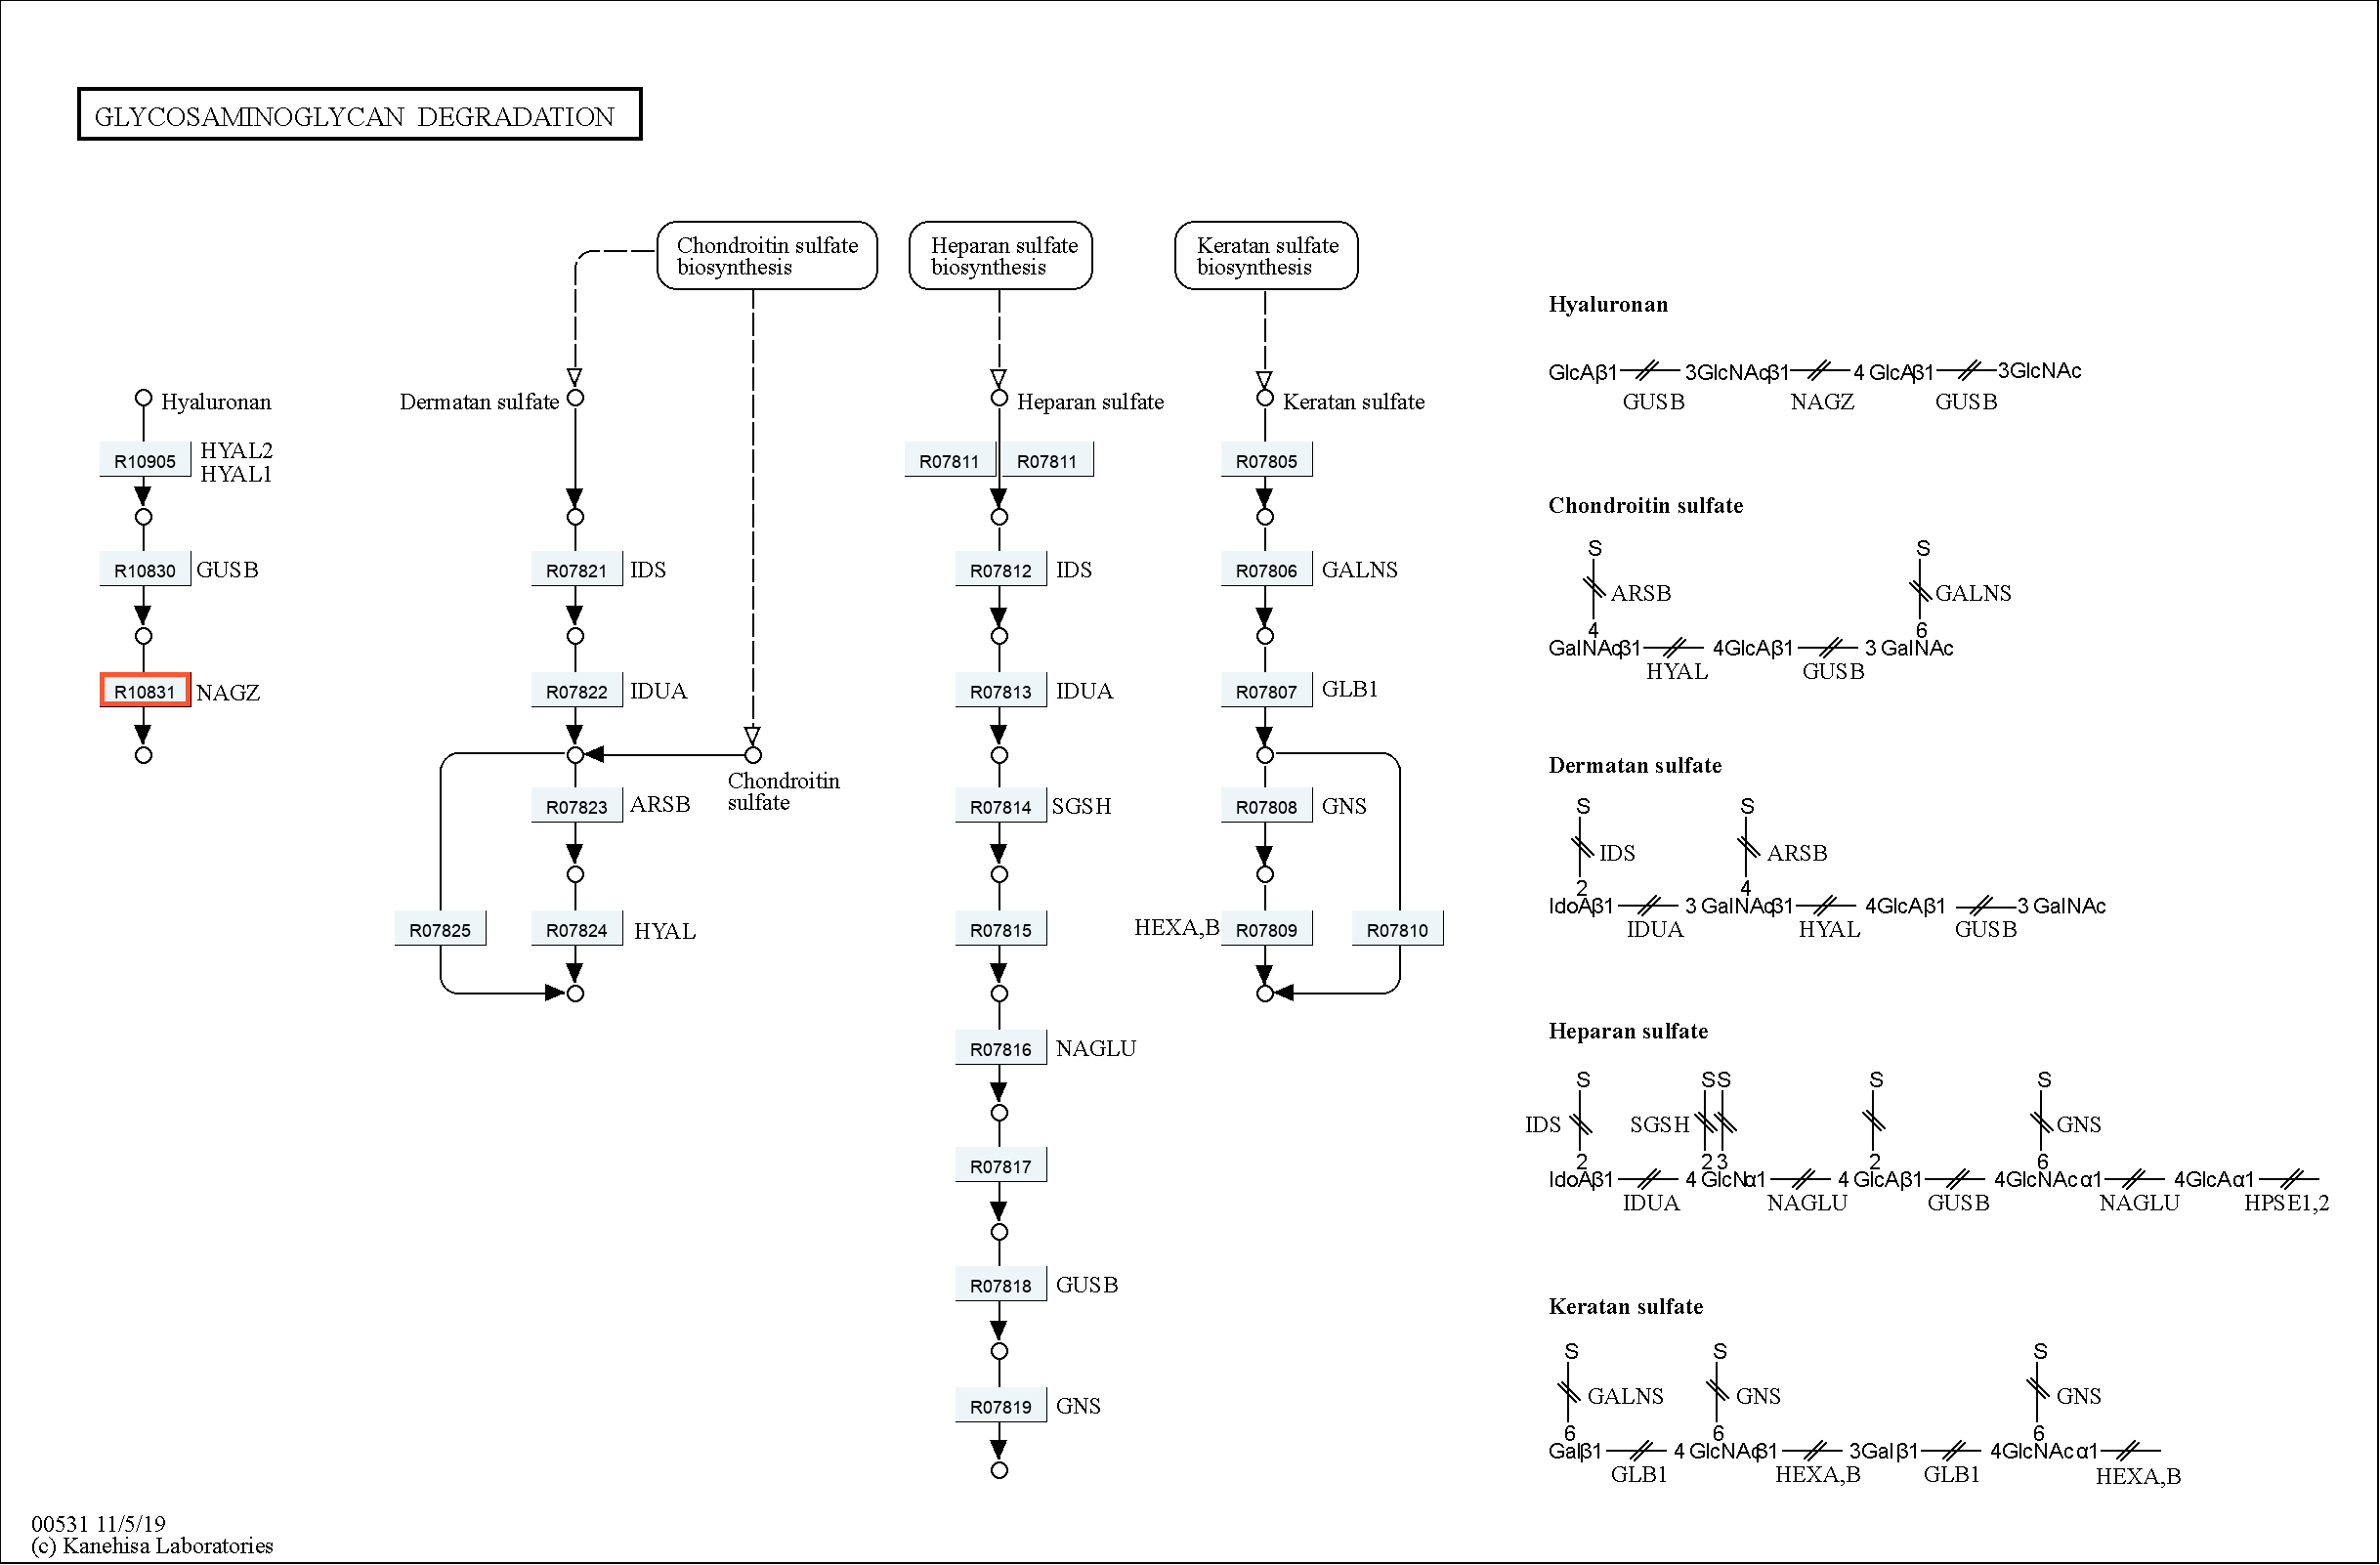 GLYCOSAMINOGLYCAN DEGRADATION
Chondroitin sulfate
biosynthesis
Heparan sulfate
biosynthesis
Keratan sulfate
biosynthesis
Hyaluronan
R10905
HYAL2
HYAL1
R10830
GUSB
R10831
NAGZ
Dermatan sulfate
R07821
IDS
R07822
IDUA
Chondroitin
sulfate
R07823
ARSB
R07825
R07824
HYAL
Heparan sulfate
R07811
R07811
R07812
IDS
R07813
IDUA
R07814
SGSH
R07815
R07816
NAGLU
R07817
R07818
GUSB
R07819
GNS
Keratan sulfate
R07805
R07806
GALNS
R07807
GLB1
R07808
GNS
HEXA,B
R07809
R07810
Hyaluronan
GlcAβ1 3GlcNAcβ1 4 GlcAβ1 3GlcNAc
GUSB NAGZ GUSB
Chondroitin sulfate
S S
ARSB GALNS
4 6
GalNAcβ1 4GlcAβ1 3 GalNAc
HYAL GUSB
Dermatan sulfate
S S
IDS ARSB
2 4
IdoAβ1 3 GalNAcβ1 4GlcAβ1 3 GalNAc
IDUA HYAL GUSB
Heparan sulfate
S SS S S
IDS SGSH GNS
2 23 2 6
IdoAβ1 4 GlcNα1 4 GlcAβ1 4GlcNAcα1 4GlcAα1
IDUA NAGLU GUSB NAGLU HPSE1,2
Keratan sulfate
S S S
GALNS GNS GNS
6 6 6
Galβ1 4 GlcNAcβ1 3Galβ1 4GlcNAcα1
GLB1 HEXA,B GLB1 HEXA,B
00531 11/5/19
(c) Kanehisa Laboratories